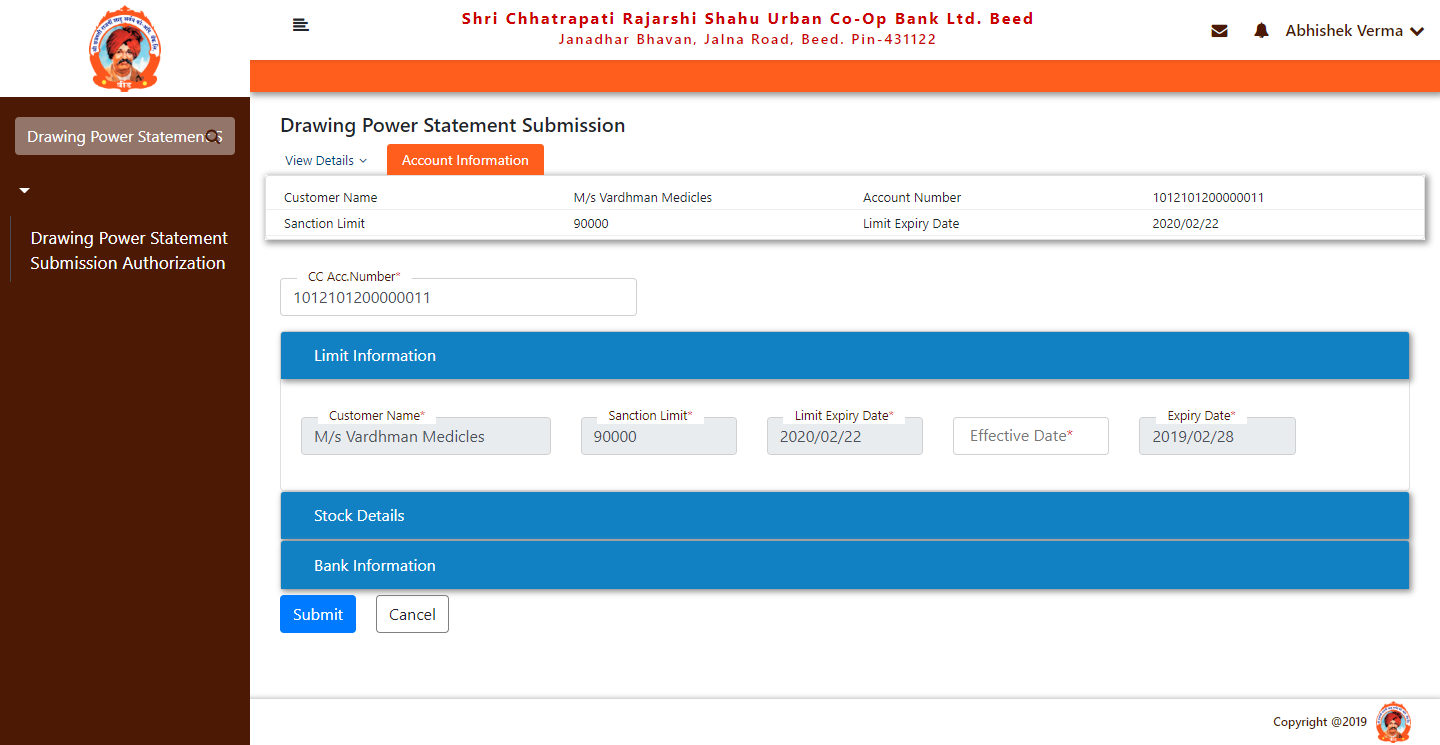 Shri Chhatrapati Rajarshi Shahu Urban Co-Op Bank Ltd. Beed
Janadhar Bhavan, Jalna Road, Beed. Pin-431122
Abhishek Verma
बीड
Drawing Power Statement
Drawing Power Statement
Submission Authorization
Drawing Power Statement Submission
View Details
Account Information
Customer Name M/s Vardhman Medicles Account Number 1012101200000011
Sanction Limit 90000 Limit Expiry Date 2020/02/22
CC Acc.Number*
1012101200000011
Limit Information
Customer Name* Sanction Limit* Limit Expiry Date* Expiry Date*
M/s Vardhman Medicles 90000 2020/02/22 Effective Date* 2019/02/28
Stock Details
Bank Information
Submit Cancel
Copyright @2019